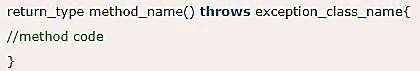 return_type method_name() throws exception_class_name{
//method code
}